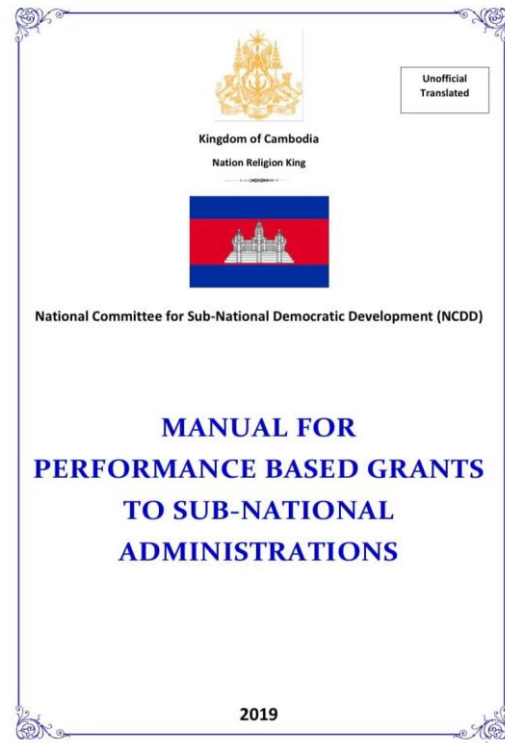 Unofficial
Translated
Kingdom of Cambodia
Nation Religion King
National Committee for Sub-National Democratic Development (NCDD)
MANUAL FOR
PERFORMANCE BASED GRANTS
TO SUB-NATIONAL
ADMINISTRATIONS
2019